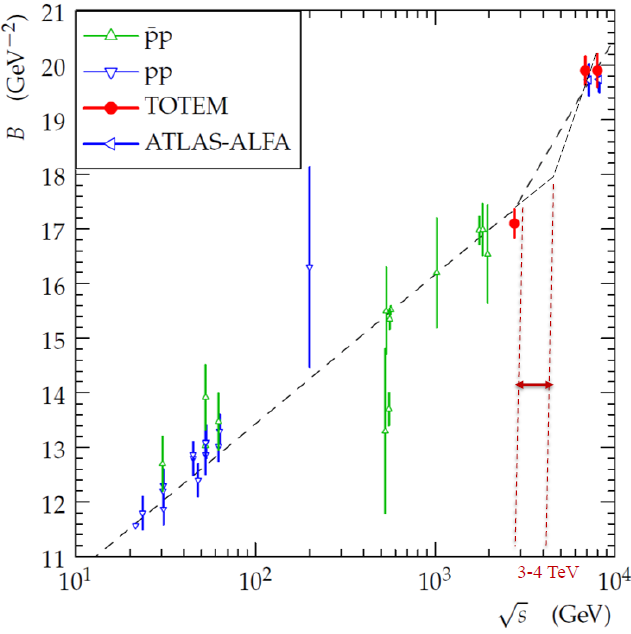 B (GeV⁻²)
p̄p
pp
TOTEM
ATLAS-ALFA
20
19
18
17
16
15
14
13
12
11
3-4 TeV
10¹ 10² 10³ 10⁴
√s (GeV)